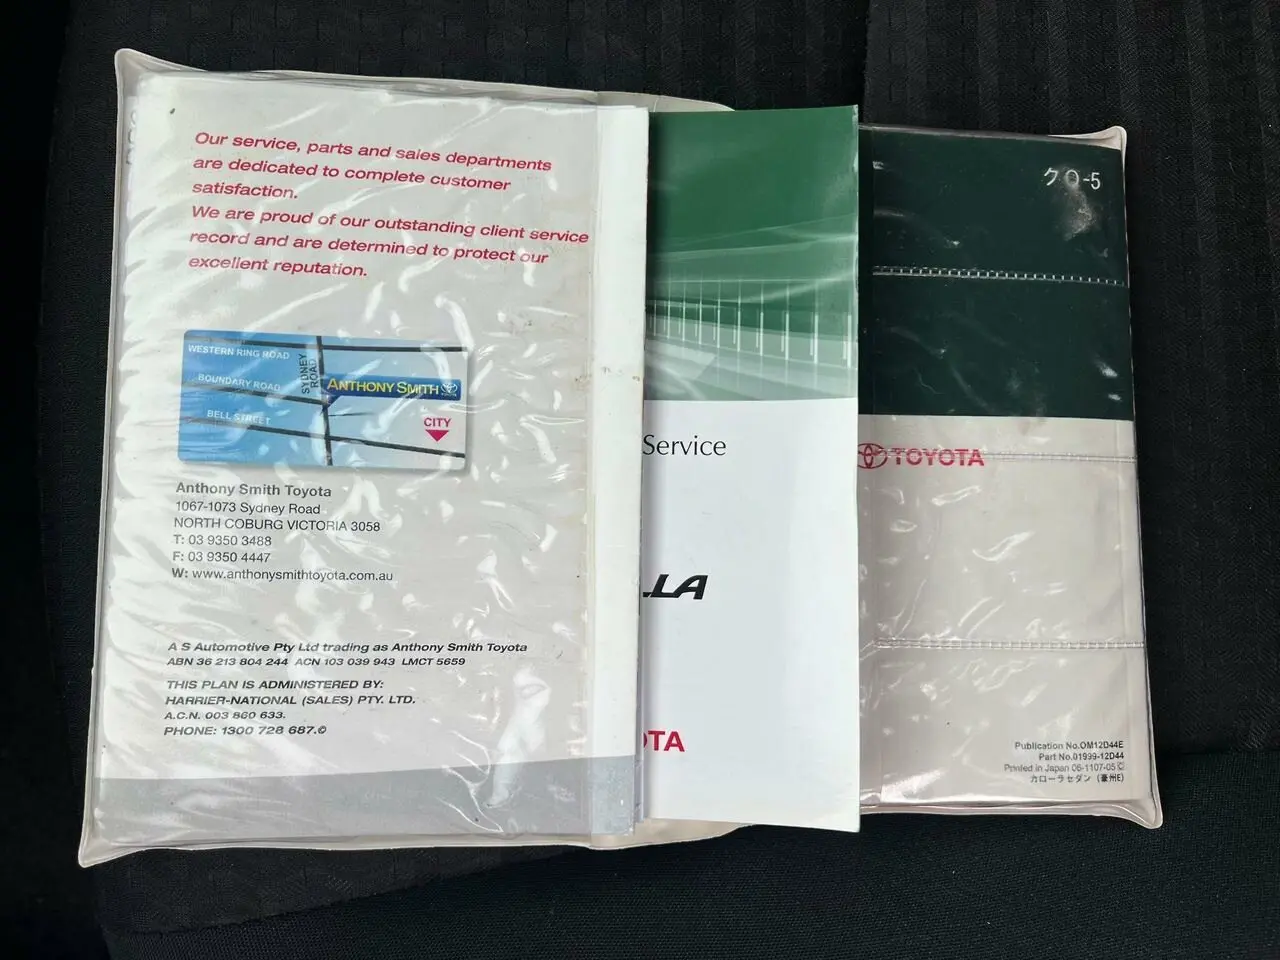 Our service, parts and sales departments
are dedicated to complete customer
satisfaction.
We are proud of our outstanding client service
record and are determined to protect our
excellent reputation.
WESTERN RING ROAD
SYDNEY
ROAD
BOUNDARY ROAD
ANTHONY SMITH
TOYOTA
BELL STREET
CITY
Anthony Smith Toyota
1067-1073 Sydney Road
NORTH COBURG VICTORIA 3058
T: 03 9350 3488
F: 03 9350 4447
W: www.anthonysmithtoyota.com.au
A S Automotive Pty Ltd trading as Anthony Smith Toyota
ABN 36 213 804 244 ACN 103 039 943 LMCT 5659
THIS PLAN IS ADMINISTERED BY:
HARRIER-NATIONAL (SALES) PTY. LTD.
A.C.N. 003 860 633.
PHONE: 1300 728 687.©
Service
LLA
OTA
クロ-5
TOYOTA
Publication No.OM12D44E
Part No.01999-12D44
Printed in Japan 06-1107-05 ©
カローラセダン (豪州E)